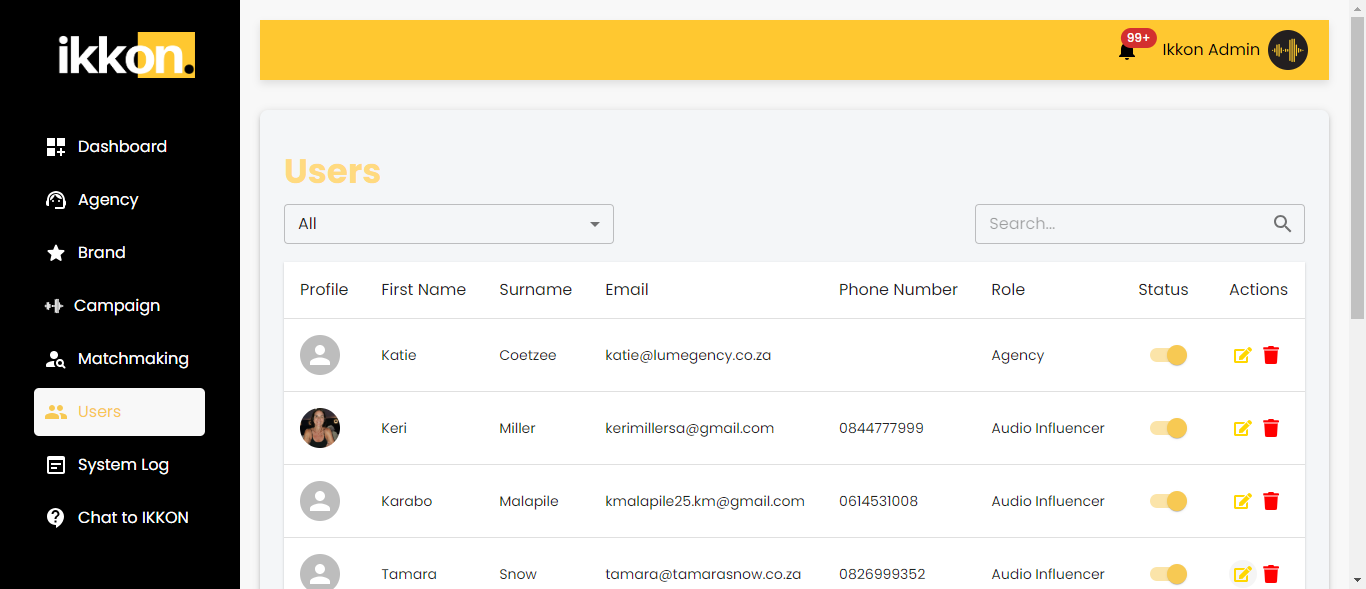 ikkon.
99+
Ikkon Admin
Dashboard
Agency
Brand
Campaign
Matchmaking
Users
System Log
Chat to IKKON
Users
All
Search...
Profile First Name Surname Email Phone Number Role Status Actions
Katie Coetzee katie@lumegency.co.za Agency
Keri Miller kerimillersa@gmail.com 0844777999 Audio Influencer
Karabo Malapile kmalapile25.km@gmail.com 0614531008 Audio Influencer
Tamara Snow tamara@tamarasnow.co.za 0826999352 Audio Influencer